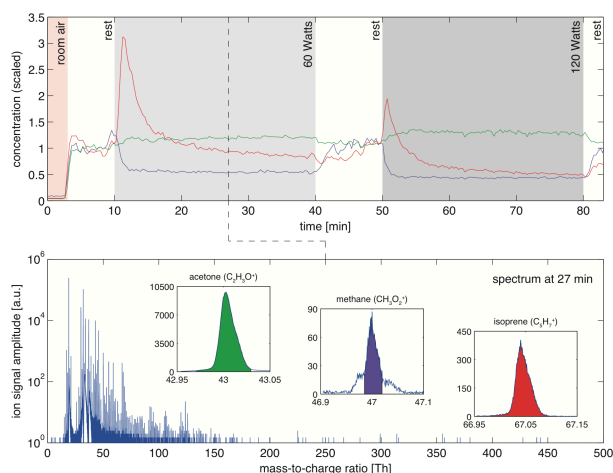 3.5
3
2.5
2
1.5
1
0.5
0
concentration (scaled)
room air
rest
60 Watts
rest
120 Watts
rest
0 10 20 30 40 50 60 70 80
time [min]
10⁶
10⁴
10²
10⁰
ion signal amplitude [a.u.]
spectrum at 27 min
acetone (C₂H₃O⁺)
10500
7000
3500
0
42.95 43 43.05
methane (CH₃O₂⁺)
90
60
30
0
46.9 47 47.1
isoprene (C₅H₇⁺)
450
300
150
0
66.95 67.05 67.15
0 50 100 150 200 250 300 350 400 450 500
mass-to-charge ratio [Th]